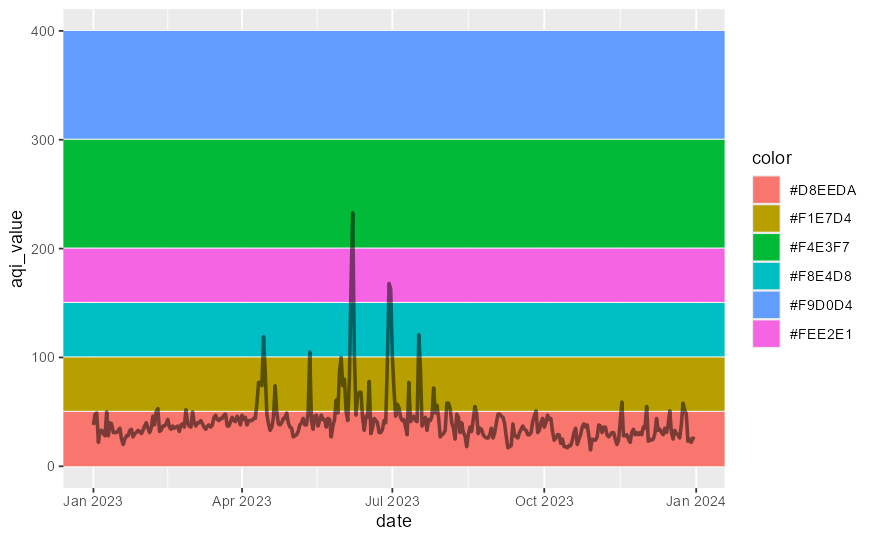 400
300
200
100
0
aqi_value
Jan 2023
Apr 2023
Jul 2023
Oct 2023
Jan 2024
date
color
#D8EEDA
#F1E7D4
#F4E3F7
#F8E4D8
#F9D0D4
#FEE2E1